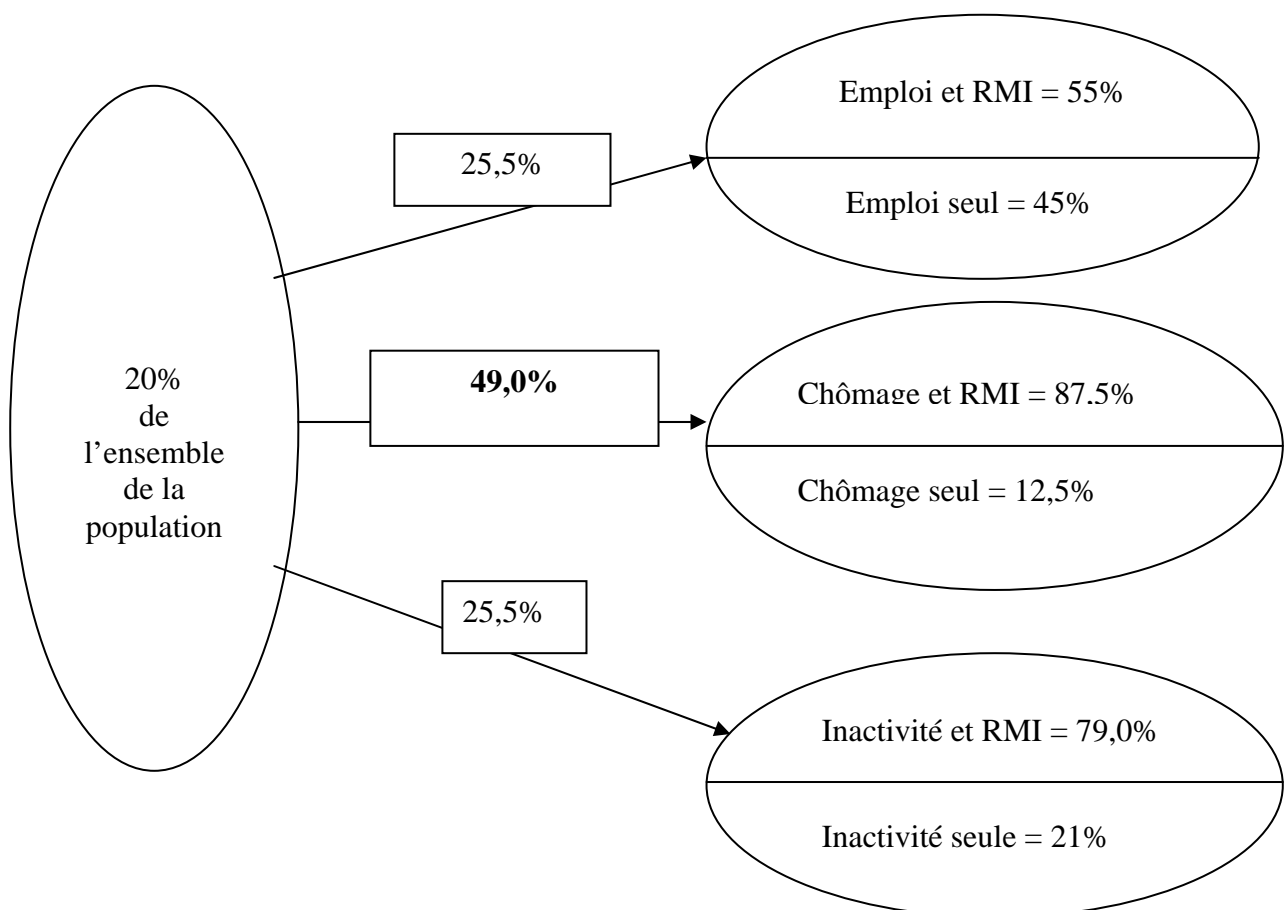 Emploi et RMI = 55%
25,5%
Emploi seul = 45%
20%
de
l'ensemble
de la
population
49,0%
Chômage et RMI = 87,5%
Chômage seul = 12,5%
25,5%
Inactivité et RMI = 79,0%
Inactivité seule = 21%